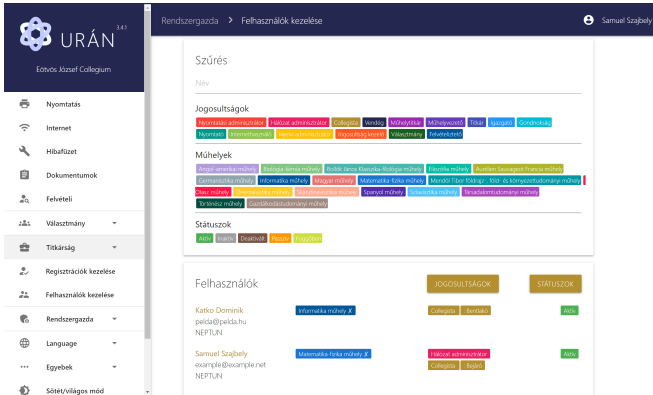 URÁN
3.4.1
Eötvös József Collegium
Nyomtatás
Internet
Hibafüzet
Dokumentumok
Felvételi
Választmány
Titkárság
Regisztrációk kezelése
Felhasználók kezelése
Rendszergazda
Language
Egyebek
Sötét/világos mód
Rendszergazda > Felhasználók kezelése
Samuel Szajbely
Szűrés
Név
Jogosultságok
Nyomtatási adminisztrátor Hálózat adminisztrátor Collegista Vendég Műhelytitkár Műhelyvezető Titkár Igazgató Gondnokság
Nyomtató Internethozzáférő Jogosultság kezelő Választmány Felvételiztető
Műhelyek
Angol-amerikai műhely Biológia-kémia műhely Bollók János Klasszika-filológia műhely Filozófia műhely Aurélien Sauvageot Francia műhely
Germanisztika műhely Informatika műhely Magyar műhely Matematika-fizika műhely Mendöl Tibor földrajz-, föld- és környezettudományi műhely
Olasz műhely Orientalisztika műhely Skandinavisztika műhely Spanyol műhely Szlavisztika műhely Társadalomtudományi műhely
Történész műhely Gazdálkodástudományi műhely
Státuszok
Aktív Inaktív Deaktivált Passzív Függőben
Felhasználók
JOGOSULTSÁGOK
STÁTUSZOK
Katko Dominik
pelda@pelda.hu
NEPTUN
Informatika műhely X
Collegista Bentlakó
Aktív
Samuel Szajbely
example@example.net
NEPTUN
Matematika-fizika műhely X
Hálózat adminisztrátor
Collegista Bejáró
Aktív